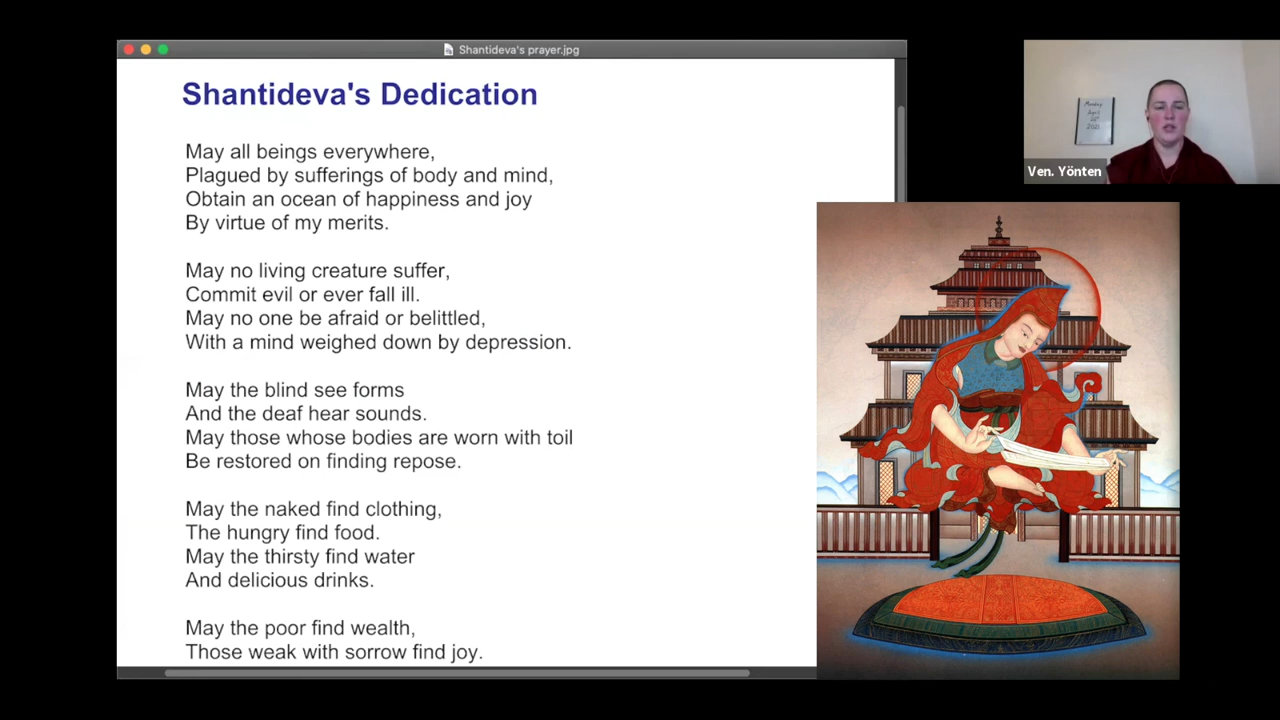 Shantideva's prayer.jpg
Shantideva's Dedication
May all beings everywhere,
Plagued by sufferings of body and mind,
Obtain an ocean of happiness and joy
By virtue of my merits.
May no living creature suffer,
Commit evil or ever fall ill.
May no one be afraid or belittled,
With a mind weighed down by depression.
May the blind see forms
And the deaf hear sounds.
May those whose bodies are worn with toil
Be restored on finding repose.
May the naked find clothing,
The hungry find food.
May the thirsty find water
And delicious drinks.
May the poor find wealth,
Those weak with sorrow find joy.
Monday
April
2021
Ven. Yönten